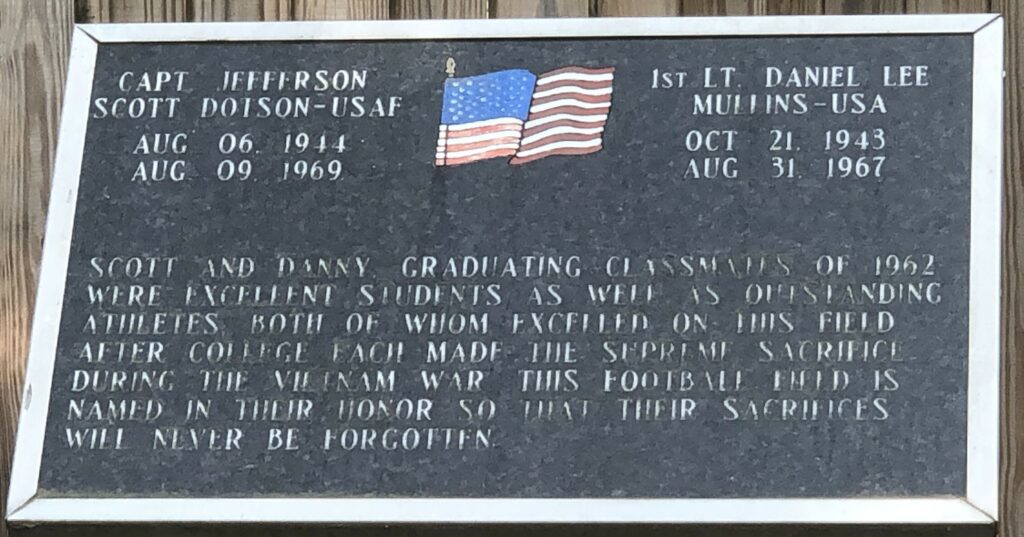 CAPT JEFFERSON
SCOTT DOTSON-USAF
AUG 06, 1944
AUG 09, 1969
1ST LT. DANIEL LEE
MULLINS-USA
OCT 21, 1943
AUG 31, 1967
SCOTT AND DANNY, GRADUATING CLASSMATES OF 1962
WERE EXCELLENT STUDENTS AS WELL AS OUTSTANDING
ATHLETES, BOTH OF WHOM EXCELLED ON THIS FIELD
AFTER COLLEGE EACH MADE THE SUPREME SACRIFICE
DURING THE VIETNAM WAR THIS FOOTBALL FIELD IS
NAMED IN THEIR HONOR SO THAT THEIR SACRIFICES
WILL NEVER BE FORGOTTEN.